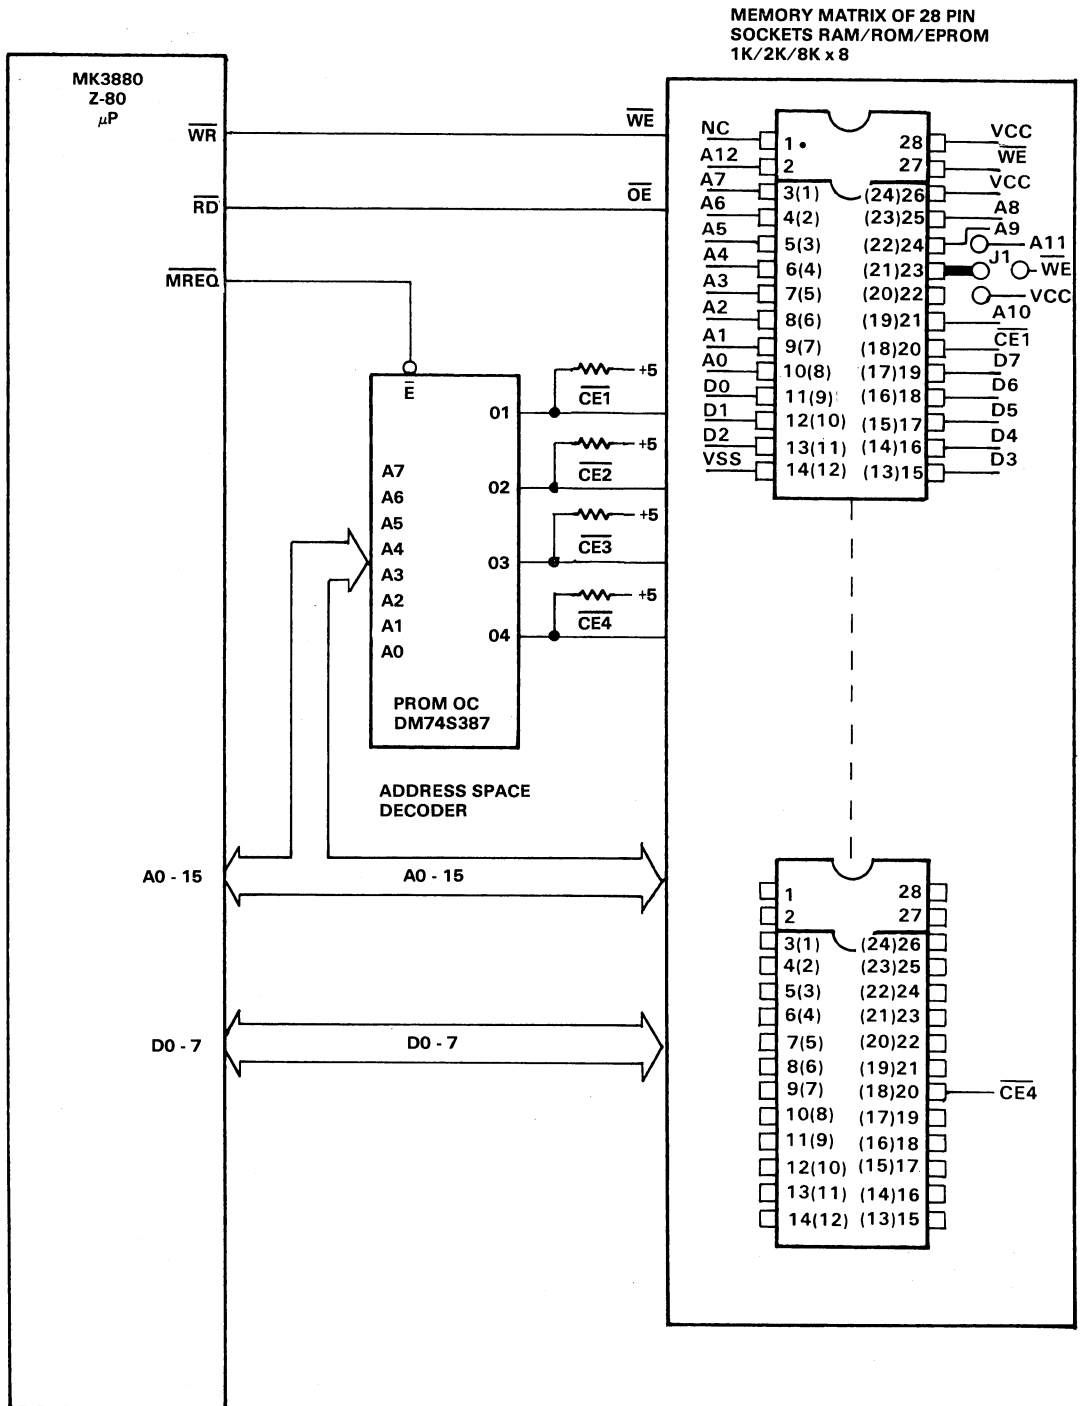 MEMORY MATRIX OF 28 PIN
SOCKETS RAM/ROM/EPROM
1K/2K/8K x 8
MK3880
Z-80
μP
WR
RD
MREQ
A0 - 15
D0 - 7
WE
OE
E
A7
A6
A5
A4
A3
A2
A1
A0
01
02
03
04
PROM OC
DM74S387
ADDRESS SPACE
DECODER
+5
CE1
+5
CE2
+5
CE3
+5
CE4
A0 - 15
D0 - 7
NC 1 28 VCC
A12 2 27 WE
A7 3(1) (24)26 VCC
A6 4(2) (23)25 A8
A5 5(3) (22)24 A9
A11
A4 6(4) (21)23 J1 WE
A3 7(5) (20)22 VCC
A2 8(6) (19)21 A10
A1 9(7) (18)20 CE1
A0 10(8) (17)19 D7
D0 11(9) (16)18 D6
D1 12(10) (15)17 D5
D2 13(11) (14)16 D4
VSS 14(12) (13)15 D3
1 28
2 27
3(1) (24)26
4(2) (23)25
5(3) (22)24
6(4) (21)23
7(5) (20)22
8(6) (19)21
9(7) (18)20 CE4
10(8) (17)19
11(9) (16)18
12(10) (15)17
13(11) (14)16
14(12) (13)15